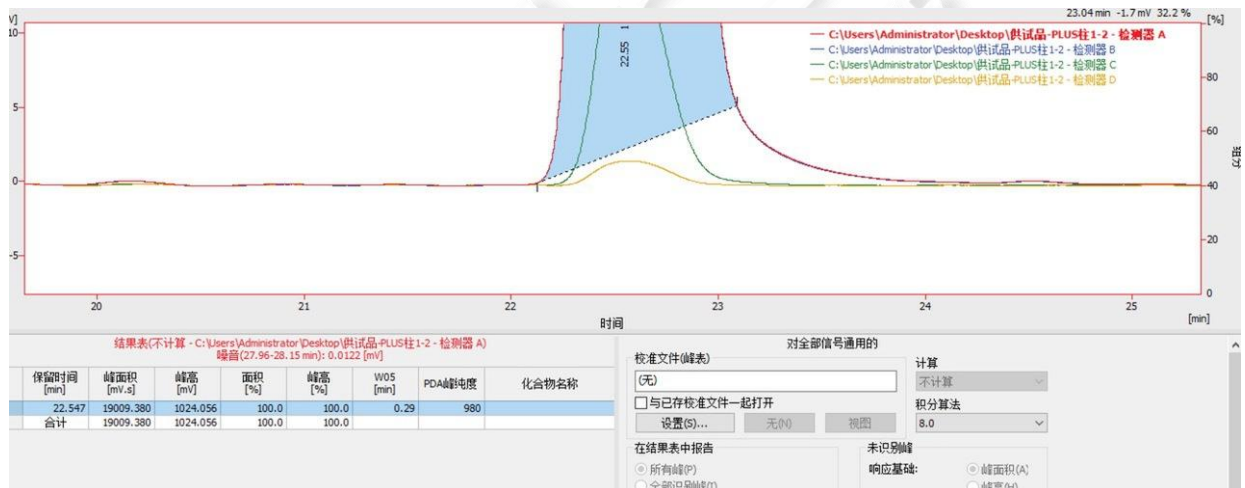 23.04 min -1.7 mV 32.2 %
V]
[%]
C:\Users\Administrator\Desktop\供试品-PLUS柱1-2 - 检测器 A
C:\Users\Administrator\Desktop\供试品-PLUS柱1-2 - 检测器 B
C:\Users\Administrator\Desktop\供试品-PLUS柱1-2 - 检测器 C
C:\Users\Administrator\Desktop\供试品-PLUS柱1-2 - 检测器 D
10
5
0
-5
22.55 1
80
60
40
20
0
组分
20 21 22 23 24 25
时间
[min]
结果表(不计算 - C:\Users\Administrator\Desktop\供试品-PLUS柱1-2 - 检测器 A)
噪音(27.96-28.15 min): 0.0122 [mV]
保留时间 [min] 峰面积 [mV.s] 峰高 [mV] 面积 [%] 峰高 [%] W05 [min] PDA峰纯度 化合物名称
22.547 19009.380 1024.056 100.0 100.0 0.29 980
合计 19009.380 1024.056 100.0 100.0
对全部信号通用的
校准文件(峰表)
(无)
与已存校准文件一起打开
设置(S)... 无(N) 视图
计算
不计算
积分算法
8.0
在结果表中报告
所有峰(P)
全部识别峰(T)
未识别峰
响应基础:
峰面积(A)
峰高(H)